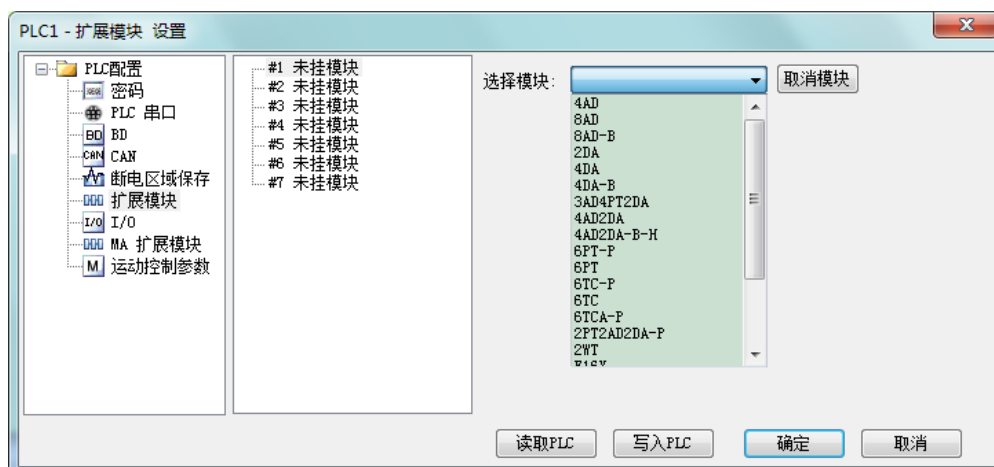 PLC1 - 扩展模块 设置
PLC配置
密码
PLC 串口
BD BD
CAN CAN
断电区域保存
扩展模块
I/O I/O
MA 扩展模块
M 运动控制参数
#1 未挂模块
#2 未挂模块
#3 未挂模块
#4 未挂模块
#5 未挂模块
#6 未挂模块
#7 未挂模块
选择模块:
取消模块
4AD
8AD
8AD-B
2DA
4DA
4DA-B
3AD4PT2DA
4AD2DA
4AD2DA-B-H
6PT-P
6PT
6TC-P
6TC
6TCA-P
2PT2AD2DA-P
2WT
读取PLC
写入PLC
确定
取消